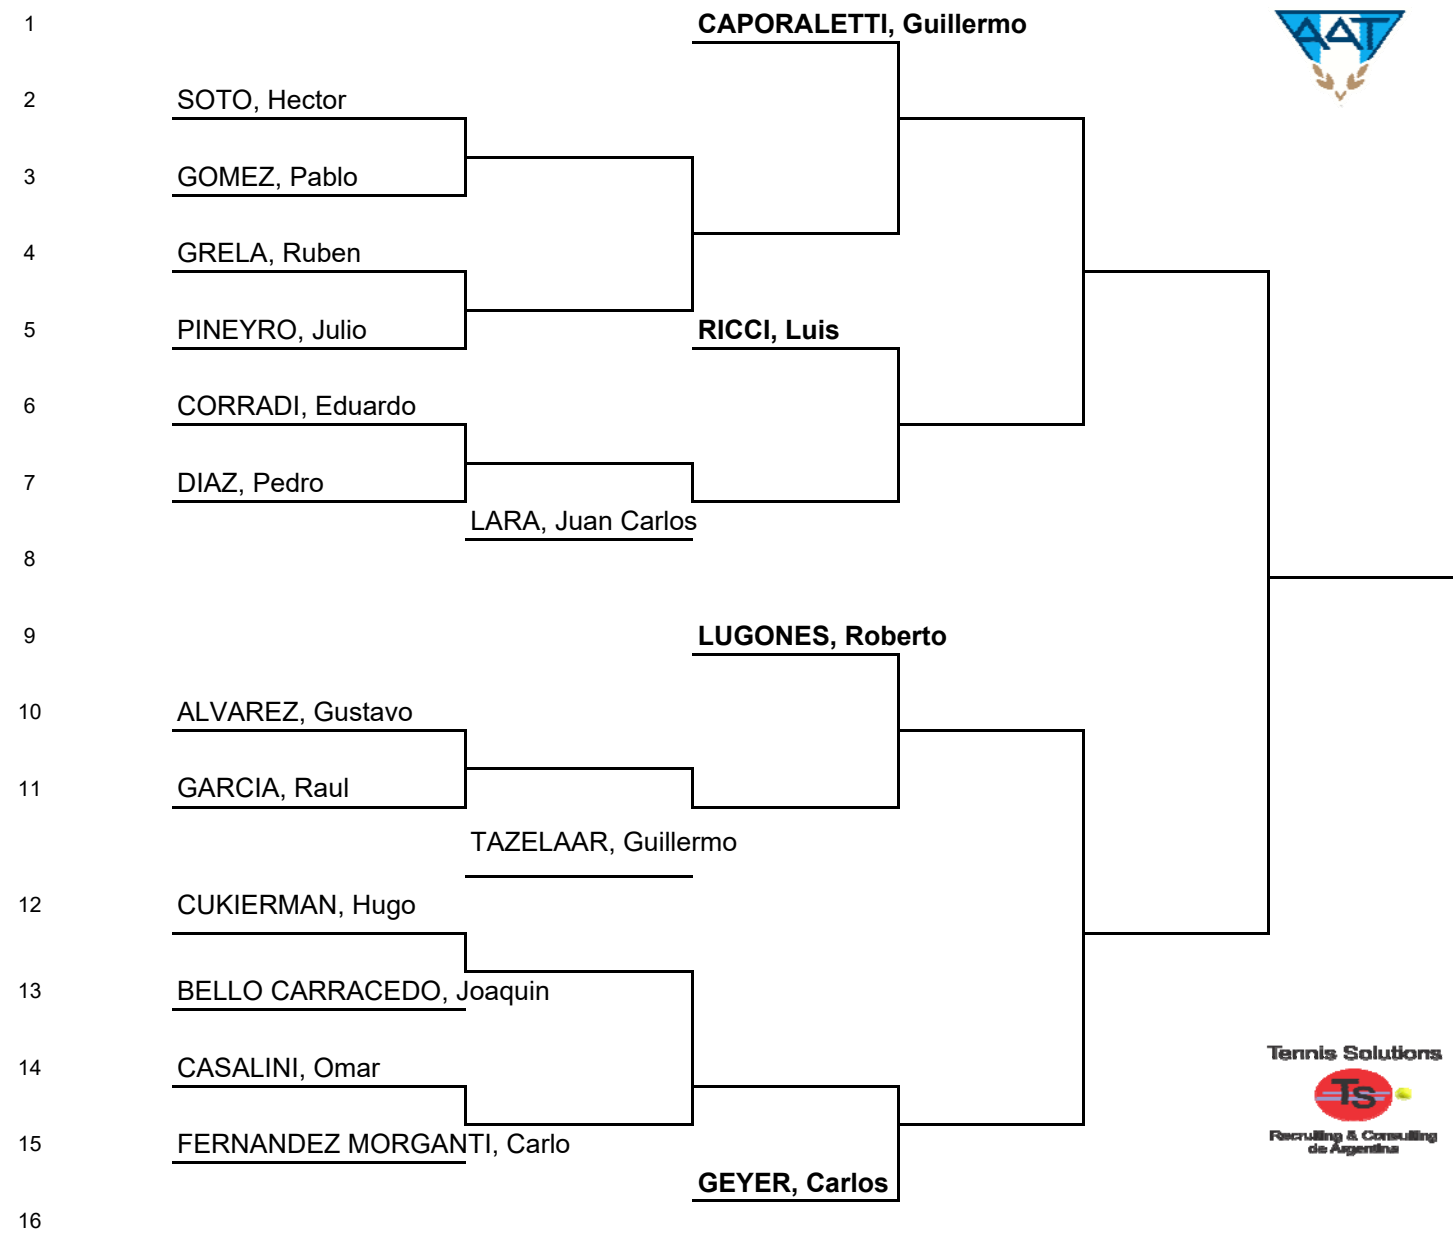 1 CAPORALETTI, Guillermo
AAT
2 SOTO, Hector
3 GOMEZ, Pablo
4 GRELA, Ruben
5 PINEYRO, Julio RICCI, Luis
6 CORRADI, Eduardo
7 DIAZ, Pedro
LARA, Juan Carlos
8
9 LUGONES, Roberto
10 ALVAREZ, Gustavo
11 GARCIA, Raul
TAZELAAR, Guillermo
12 CUKIERMAN, Hugo
13 BELLO CARRACEDO, Joaquin
14 CASALINI, Omar
15 FERNANDEZ MORGANTI, Carlo
GEYER, Carlos
16
Tennis Solutions
TS
Recruiting & Consulting
de Argentina